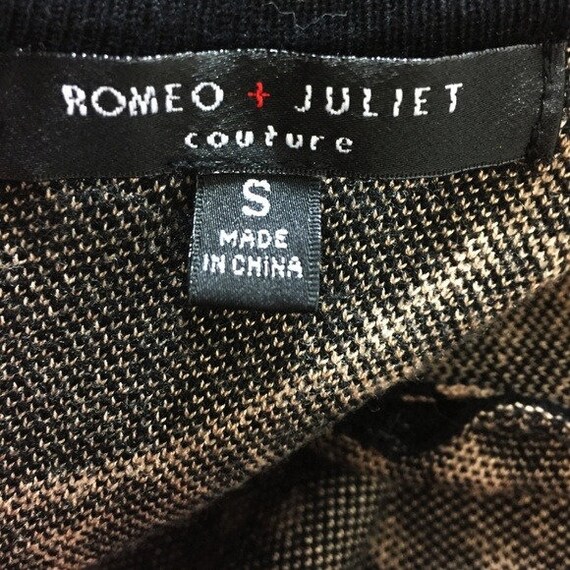 ROMEO + JULIET
couture
S
MADE
IN CHINA